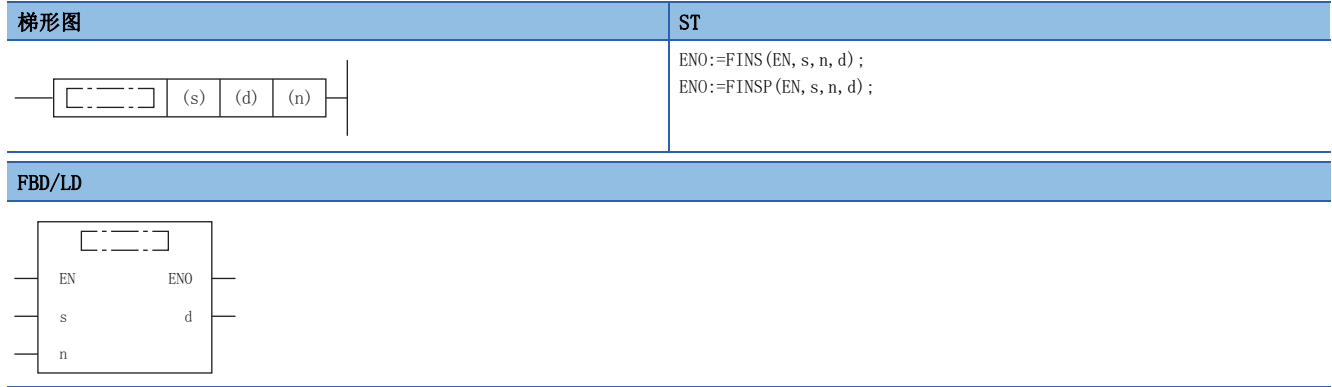 梯形图
ST
(s) (d) (n)
ENO:=FINS(EN,s,n,d);
ENO:=FINSP(EN,s,n,d);
FBD/LD
EN ENO
s d
n